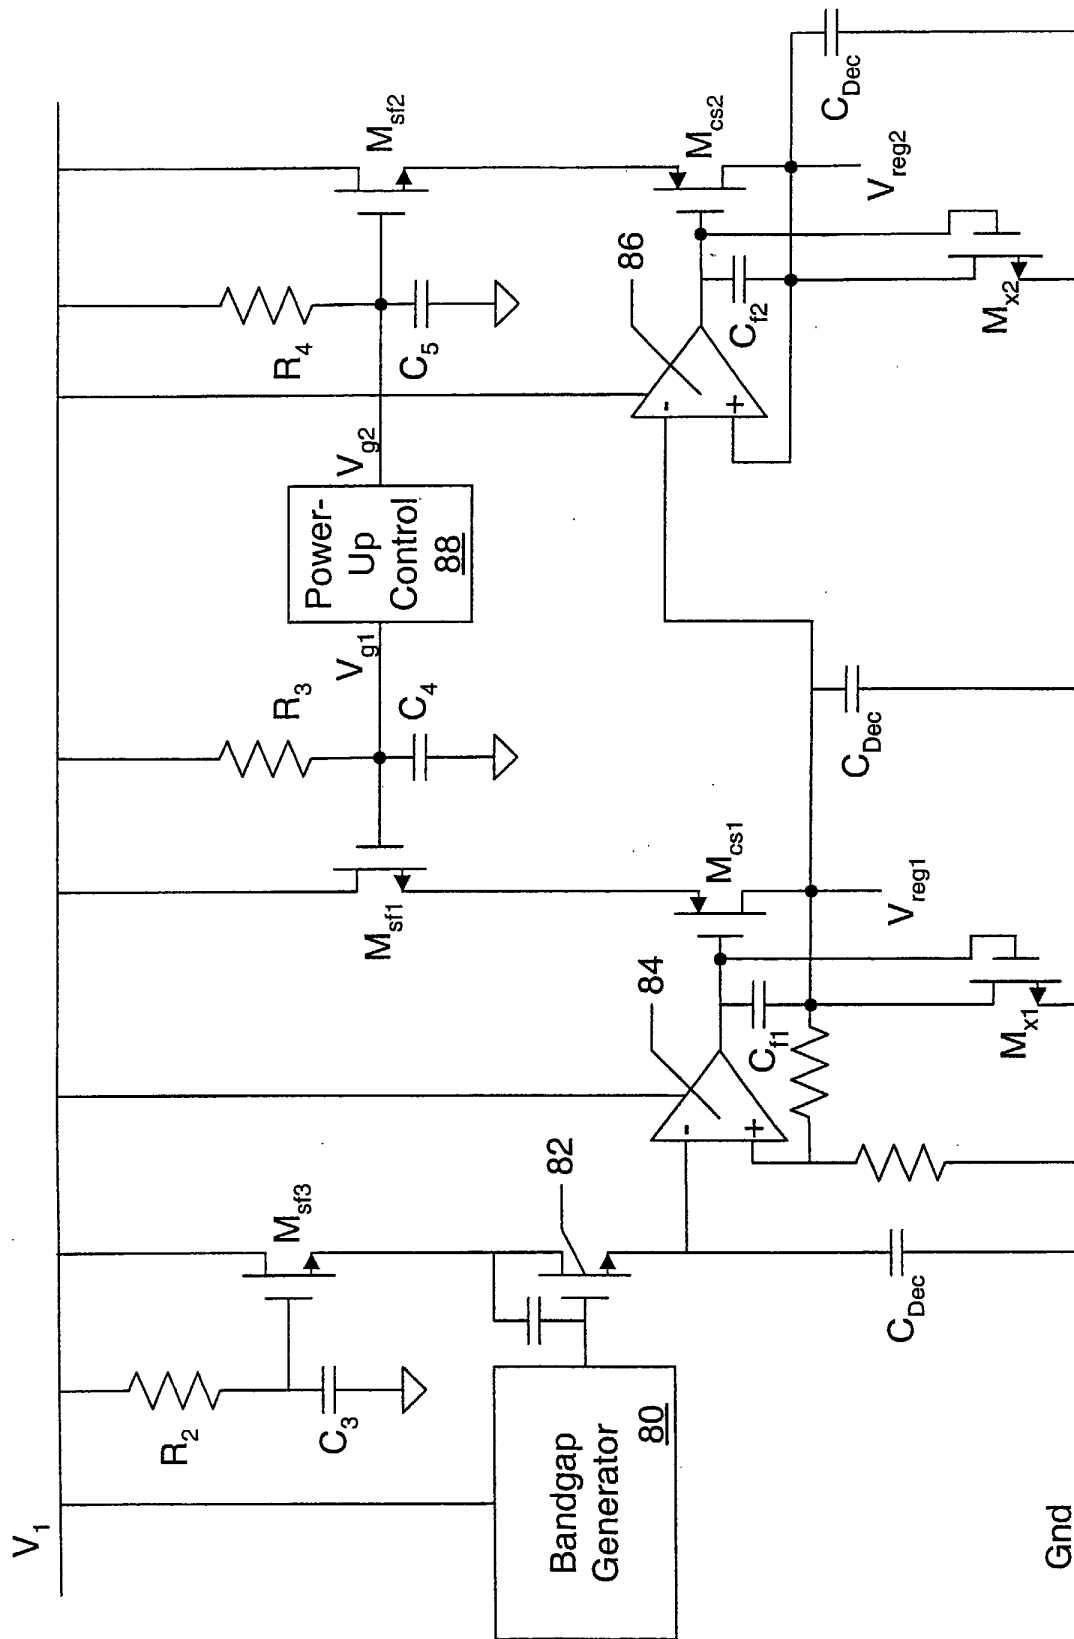 V1
R2
C3
Msf3
Bandgap
Generator
80
82
CDec
84
-
+
Cf1
Msf1
Mcs1
Vreg1
Mx1
R3
C4
Vg1
Power-
Up
Control
88
Vg2
CDec
R4
C5
Msf2
86
-
+
Cf2
Mcs2
Vreg2
Mx2
CDec
Gnd